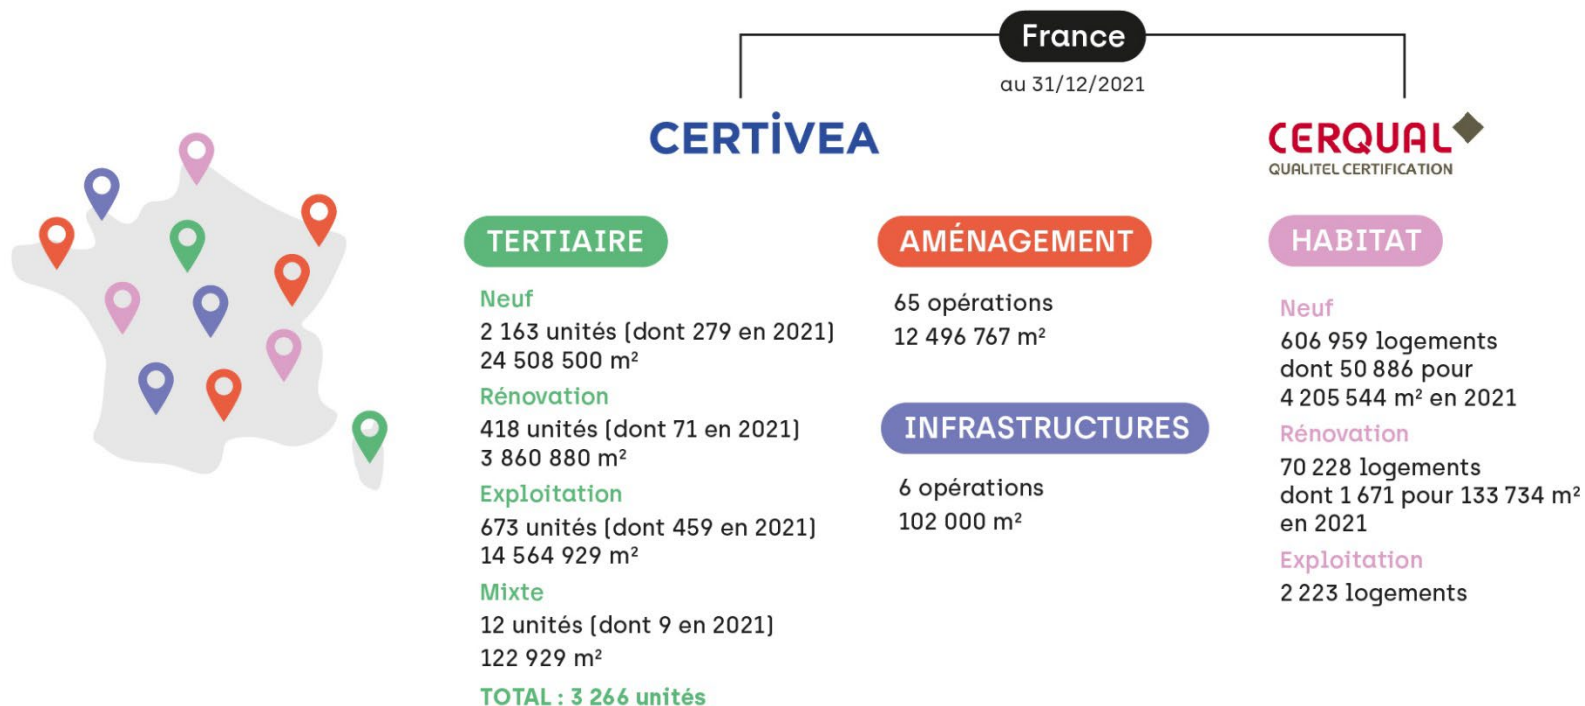 France
au 31/12/2021
CERTIVEA
CERQUAL
QUALITEL CERTIFICATION
TERTIAIRE
Neuf
2 163 unités (dont 279 en 2021)
24 508 500 m²
Rénovation
418 unités (dont 71 en 2021)
3 860 880 m²
Exploitation
673 unités (dont 459 en 2021)
14 564 929 m²
Mixte
12 unités (dont 9 en 2021)
122 929 m²
TOTAL : 3 266 unités
AMÉNAGEMENT
65 opérations
12 496 767 m²
INFRASTRUCTURES
6 opérations
102 000 m²
HABITAT
Neuf
606 959 logements
dont 50 886 pour
4 205 544 m² en 2021
Rénovation
70 228 logements
dont 1 671 pour 133 734 m²
en 2021
Exploitation
2 223 logements